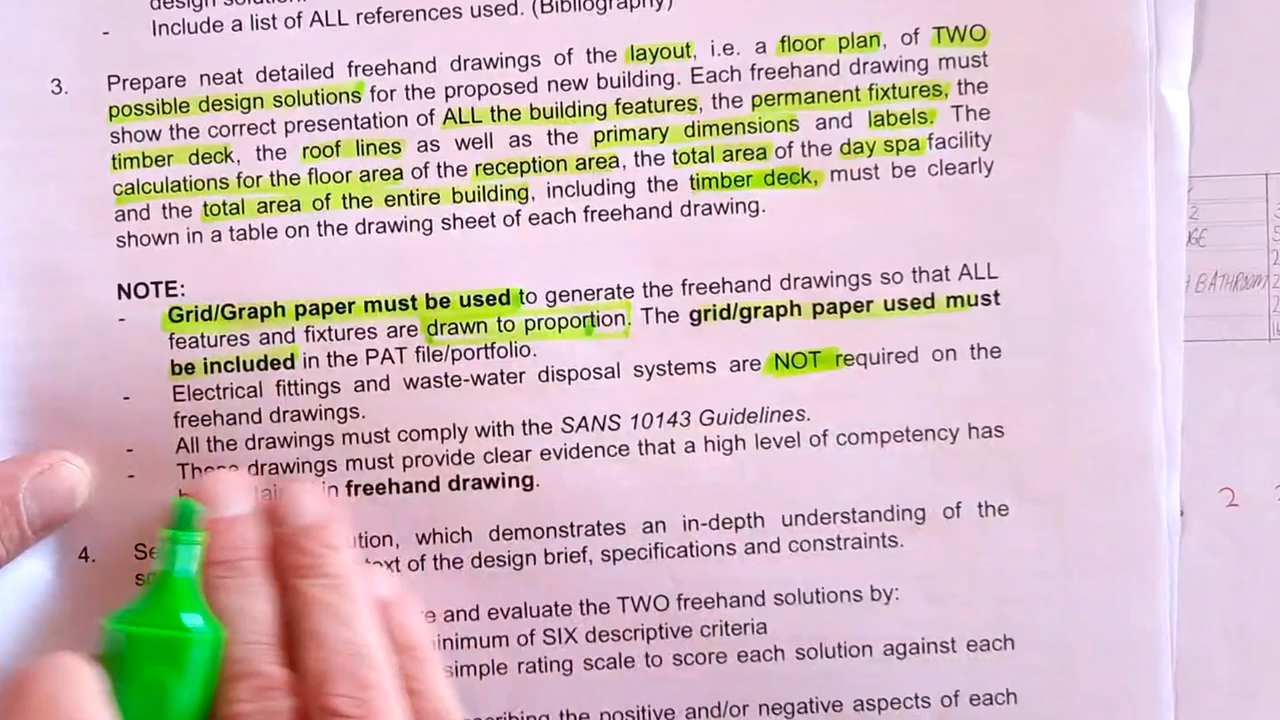 design solution.
- Include a list of ALL references used. (Bibliography)
3. Prepare neat detailed freehand drawings of the layout, i.e. a floor plan, of TWO
possible design solutions for the proposed new building. Each freehand drawing must
show the correct presentation of ALL the building features, the permanent fixtures, the
timber deck, the roof lines as well as the primary dimensions and labels. The
calculations for the floor area of the reception area, the total area of the day spa facility
and the total area of the entire building, including the timber deck, must be clearly
shown in a table on the drawing sheet of each freehand drawing.
NOTE:
- Grid/Graph paper must be used to generate the freehand drawings so that ALL
features and fixtures are drawn to proportion. The grid/graph paper used must
be included in the PAT file/portfolio.
- Electrical fittings and waste-water disposal systems are NOT required on the
freehand drawings.
- All the drawings must comply with the SANS 10143 Guidelines.
- These drawings must provide clear evidence that a high level of competency has
in freehand drawing.
4. which demonstrates an in-depth understanding of the
of the design brief, specifications and constraints.
and evaluate the TWO freehand solutions by:
minimum of SIX descriptive criteria
simple rating scale to score each solution against each
the positive and/or negative aspects of each
2
BATHROOM
2